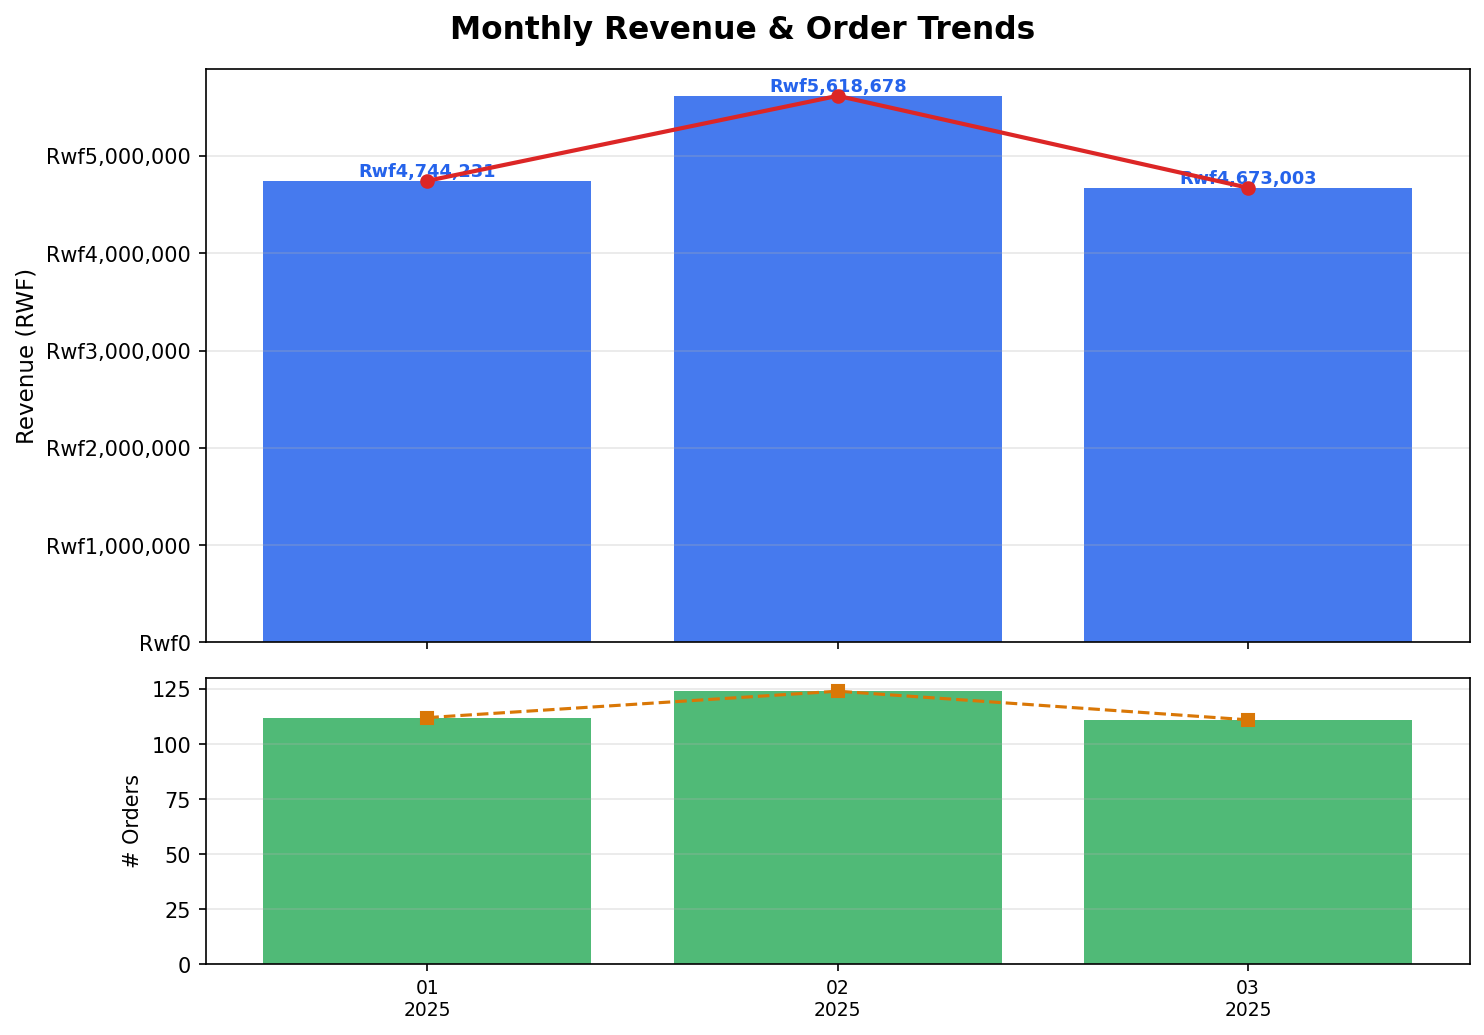 Monthly Revenue & Order Trends
Revenue (RWF)
Rwf5,000,000
Rwf4,000,000
Rwf3,000,000
Rwf2,000,000
Rwf1,000,000
Rwf0
Rwf4,744,231
Rwf5,618,678
Rwf4,673,003
# Orders
125
100
75
50
25
0
01
2025
02
2025
03
2025